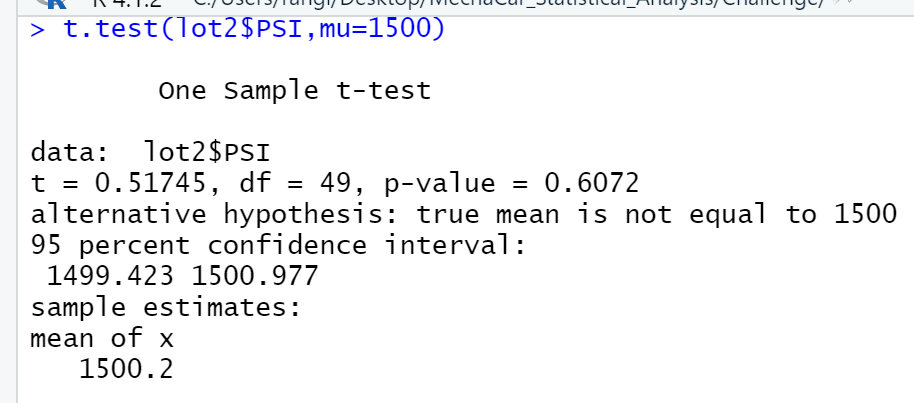 R 4.1.2 C:/Users/fangl/Desktop/MechaCar_Statistical_Analysis/Challenge/
> t.test(lot2$PSI,mu=1500)
One Sample t-test
data:  lot2$PSI
t = 0.51745, df = 49, p-value = 0.6072
alternative hypothesis: true mean is not equal to 1500
95 percent confidence interval:
1499.423 1500.977
sample estimates:
mean of x
1500.2